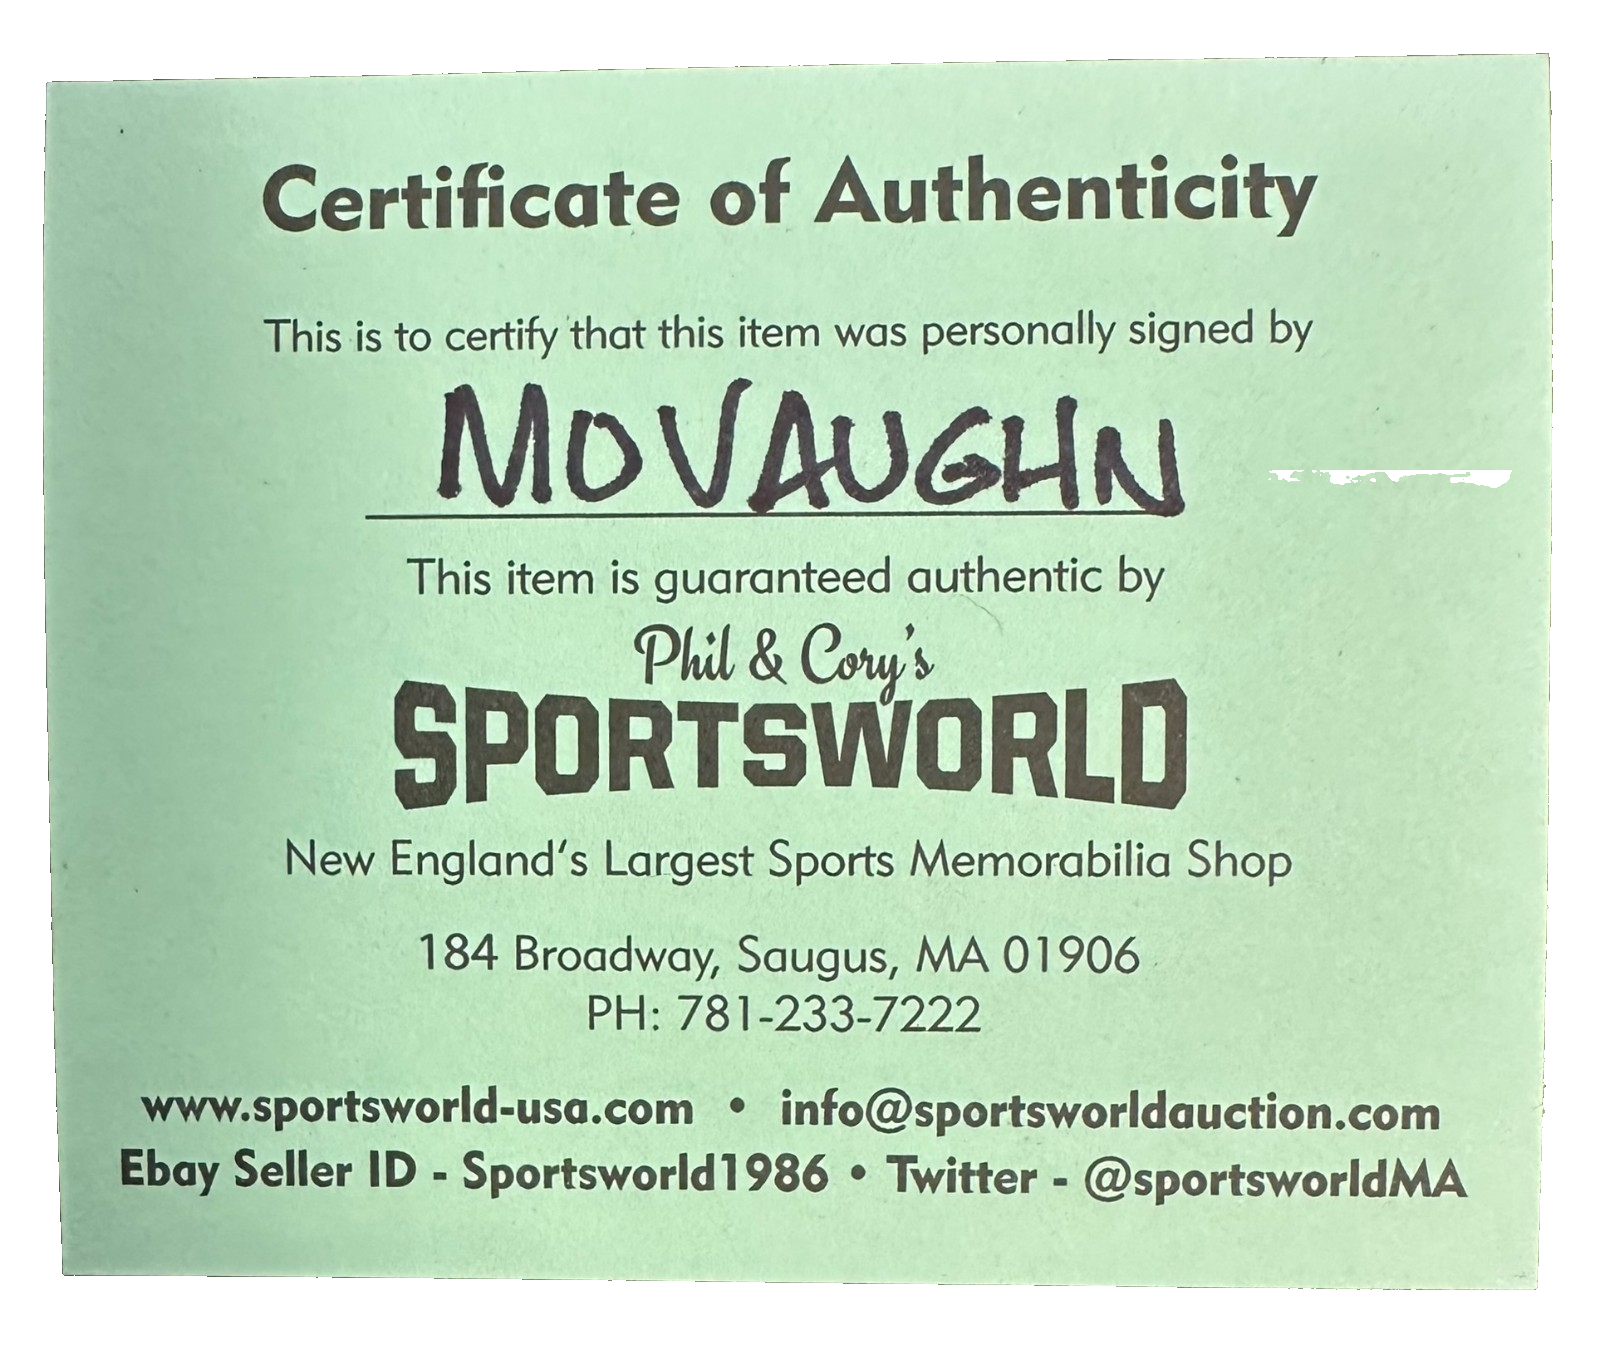 Certificate of Authenticity
This is to certify that this item was personally signed by
MO VAUGHN
This item is guaranteed authentic by
Phil & Cory's
SPORTSWORLD
New England's Largest Sports Memorabilia Shop
184 Broadway, Saugus, MA 01906
PH: 781-233-7222
www.sportsworld-usa.com • info@sportsworldauction.com
Ebay Seller ID - Sportsworld1986 • Twitter - @sportsworldMA